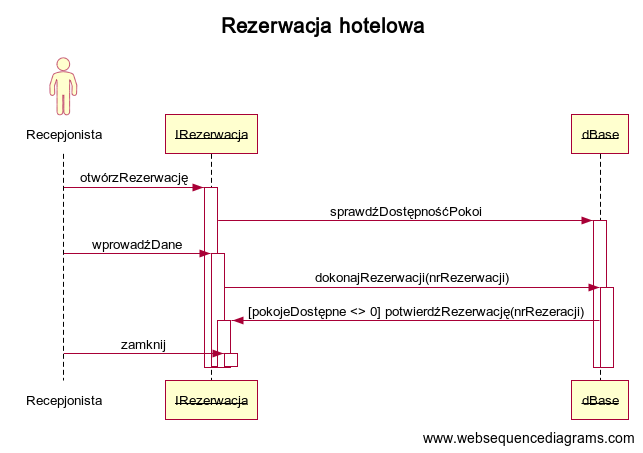 Rezerwacja hotelowa
Recepjonista
IRezerwacja
dBase
otwórzRezerwację
sprawdźDostępnośćPokoi
wprowadźDane
dokonajRezerwacji(nrRezerwacji)
[pokojeDostępne <> 0] potwierdźRezerwację(nrRezeracji)
zamknij
Recepjonista
IRezerwacja
dBase
www.websequencediagrams.com